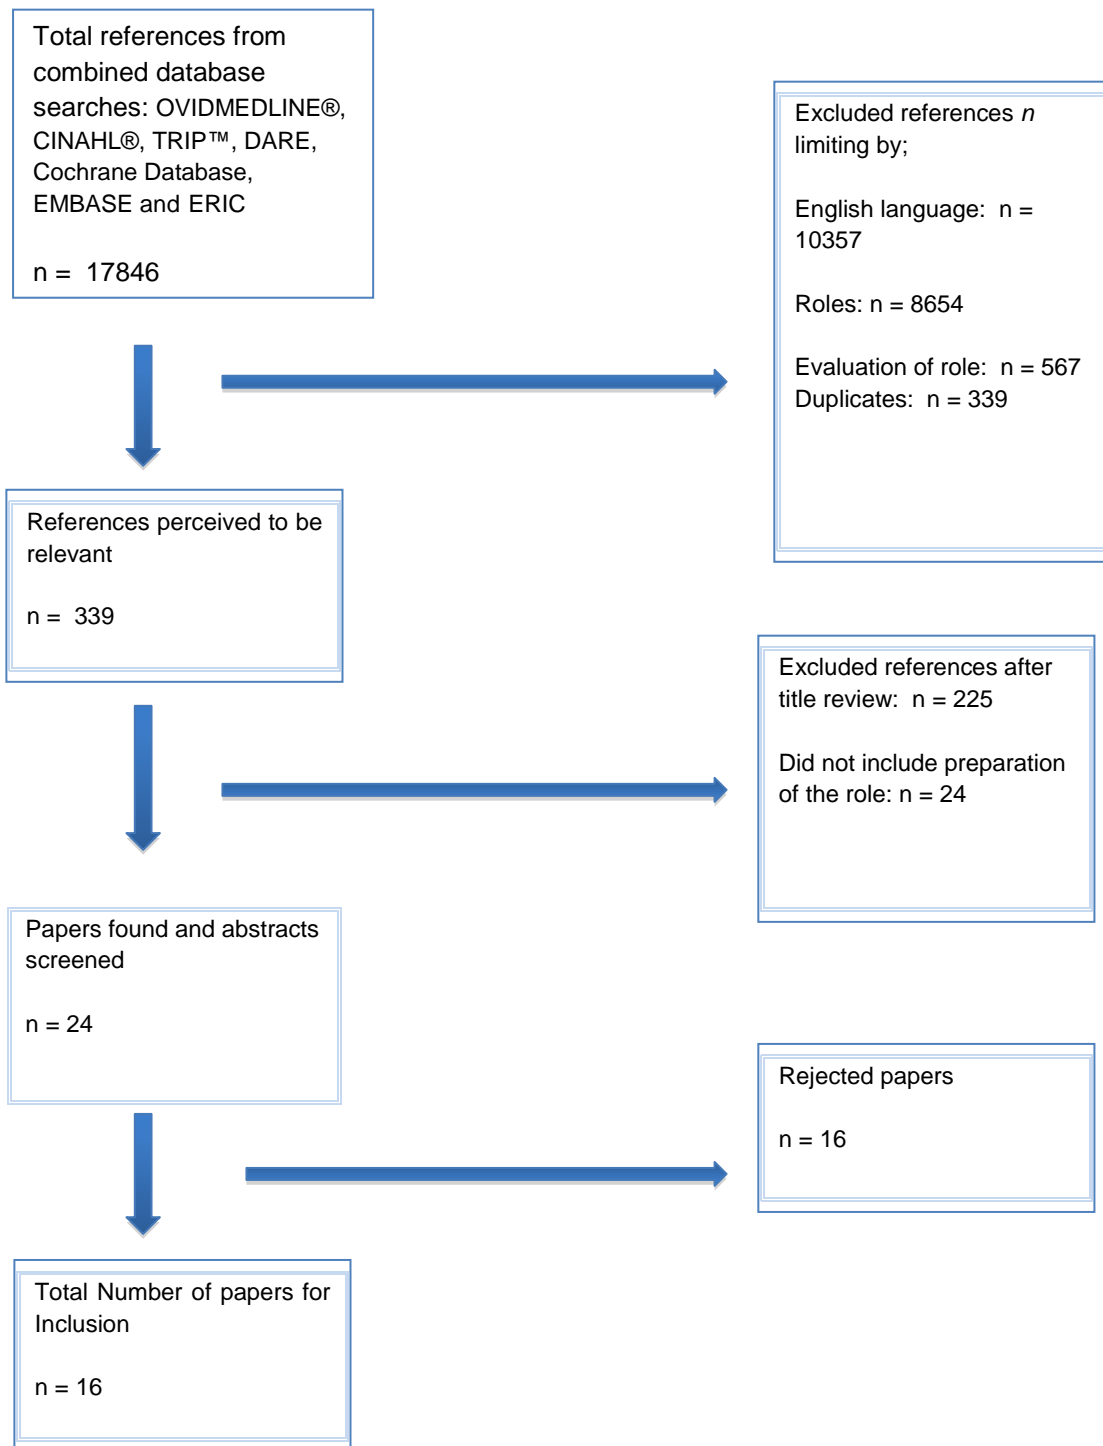 Total references from
combined database
searches: OVIDMEDLINE®,
CINAHL®, TRIP™, DARE,
Cochrane Database,
EMBASE and ERIC
n = 17846
Excluded references n
limiting by;
English language: n =
10357
Roles: n = 8654
Evaluation of role: n = 567
Duplicates: n = 339
References perceived to be
relevant
n = 339
Excluded references after
title review: n = 225
Did not include preparation
of the role: n = 24
Papers found and abstracts
screened
n = 24
Rejected papers
n = 16
Total Number of papers for
Inclusion
n = 16